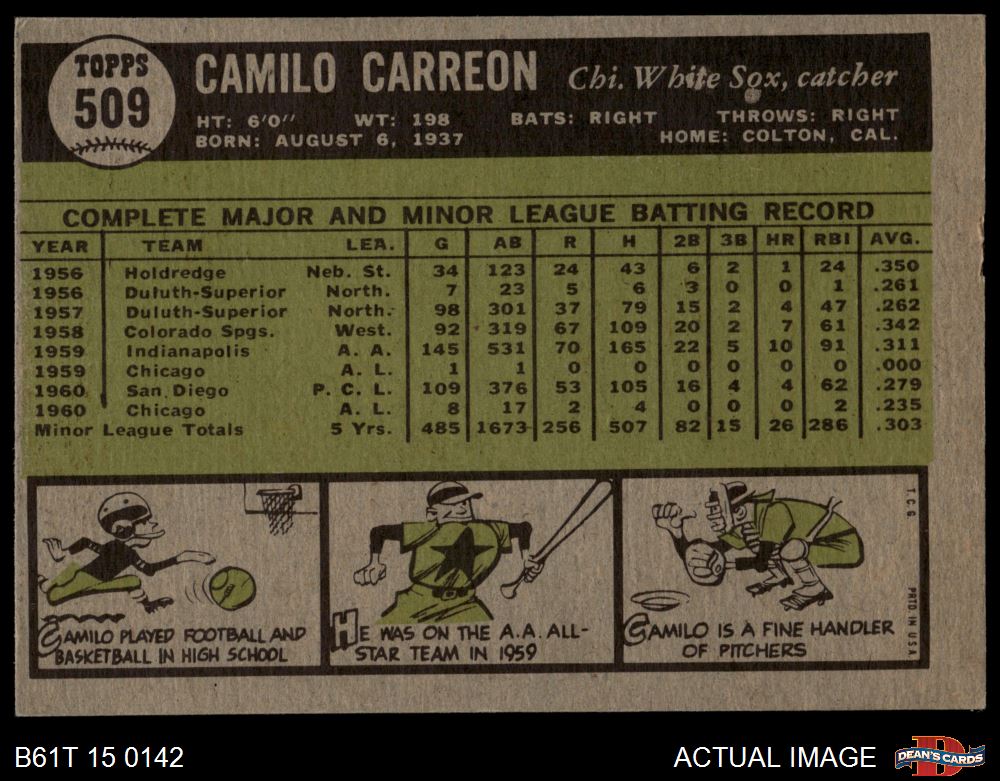 TOPPS
509
CAMILO CARREON Chi. White Sox, catcher
HT: 6'0" WT: 198 BATS: RIGHT THROWS: RIGHT
BORN: AUGUST 6, 1937 HOME: COLTON, CAL.
COMPLETE MAJOR AND MINOR LEAGUE BATTING RECORD
YEAR TEAM LEA. G AB R H 2B 3B HR RBI AVG.
1956 Holdredge Neb. St. 34 123 24 43 6 2 1 24 .350
1956 Duluth-Superior North. 7 23 5 6 3 0 0 1 .261
1957 Duluth-Superior North. 98 301 37 79 15 2 4 47 .262
1958 Colorado Spgs. West. 92 319 67 109 20 2 7 61 .342
1959 Indianapolis A. A. 145 531 70 165 22 5 10 91 .311
1959 Chicago A. L. 1 1 0 0 0 0 0 0 .000
1960 San Diego P. C. L. 109 376 53 105 16 4 4 62 .279
1960 Chicago A. L. 8 17 2 4 0 0 0 2 .235
Minor League Totals 5 Yrs. 485 1673 256 507 82 15 26 286 .303
CAMILO PLAYED FOOTBALL AND
BASKETBALL IN HIGH SCHOOL
HE WAS ON THE A.A. ALL-
STAR TEAM IN 1959
CAMILO IS A FINE HANDLER
OF PITCHERS
T.C.G.
PRTD IN U.S.A.
B61T 15 0142
ACTUAL IMAGE
D
DEAN'S CARDS